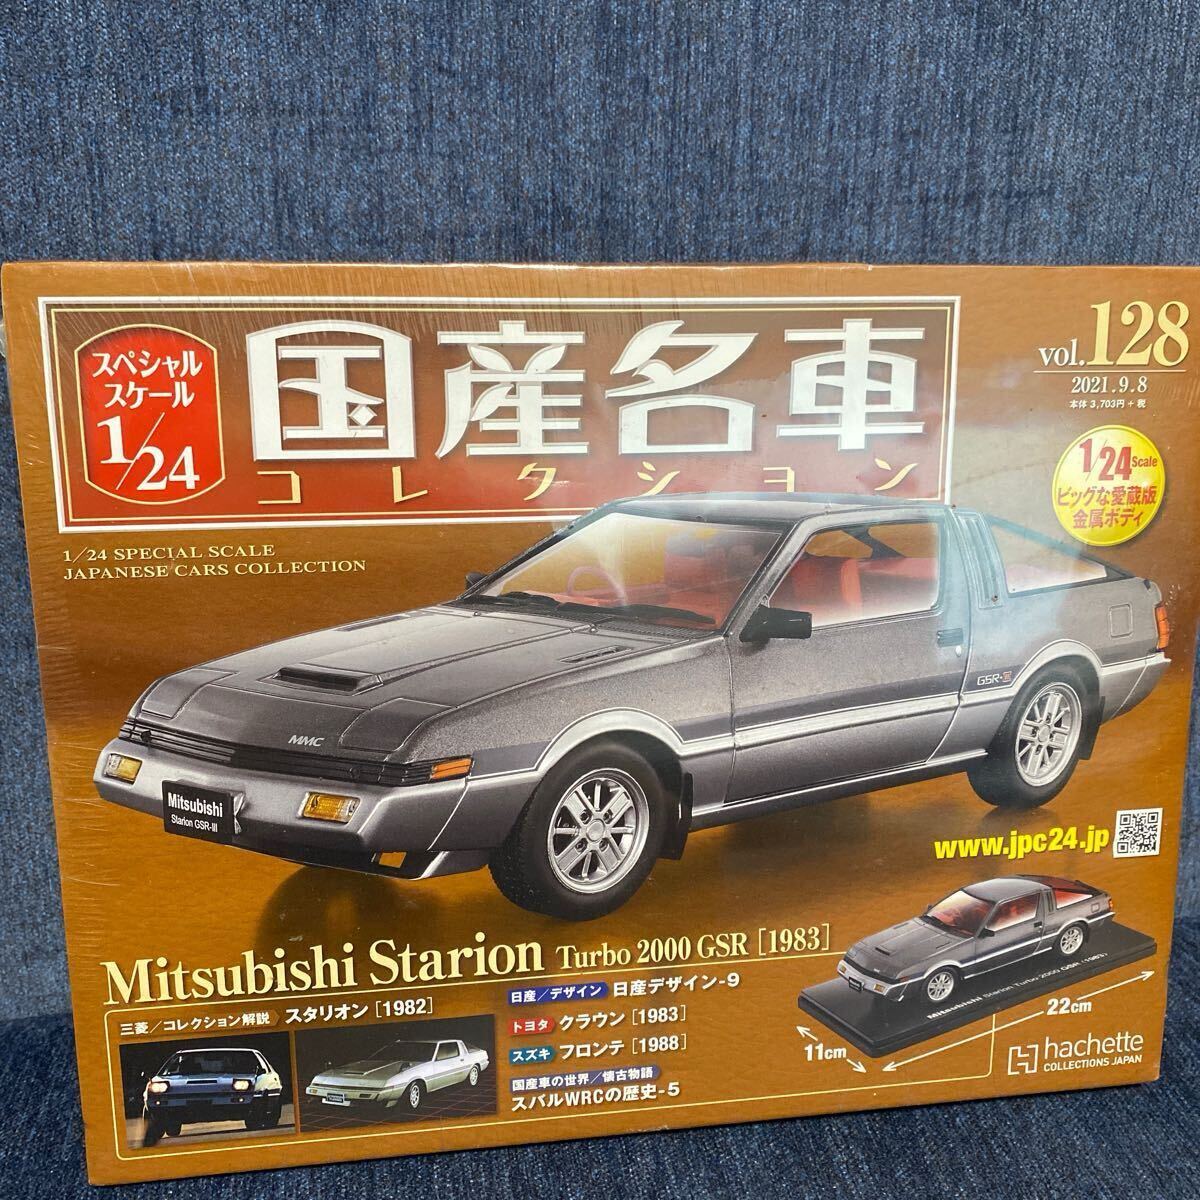 スペシャル
スケール
1/24
国産名車
コレクション
vol.128
2021.9.8
本体 3,703円+税
1/24 Scale
ビッグな愛蔵版
金属ボディ
1/24 SPECIAL SCALE
JAPANESE CARS COLLECTION
GSR-III
MMC
Mitsubishi
Starion GSR-III
www.jpc24.jp
Mitsubishi Starion Turbo 2000 GSR [1983]
三菱/コレクション解説 スタリオン [1982]
日産/デザイン 日産デザイン-9
トヨタ クラウン [1983]
スズキ フロンテ [1988]
国産車の世界/懐古物語
スバルWRCの歴史-5
Mitsubishi Starion Turbo 2000 GSR (1983)
11cm
22cm
hachette
COLLECTIONS JAPAN